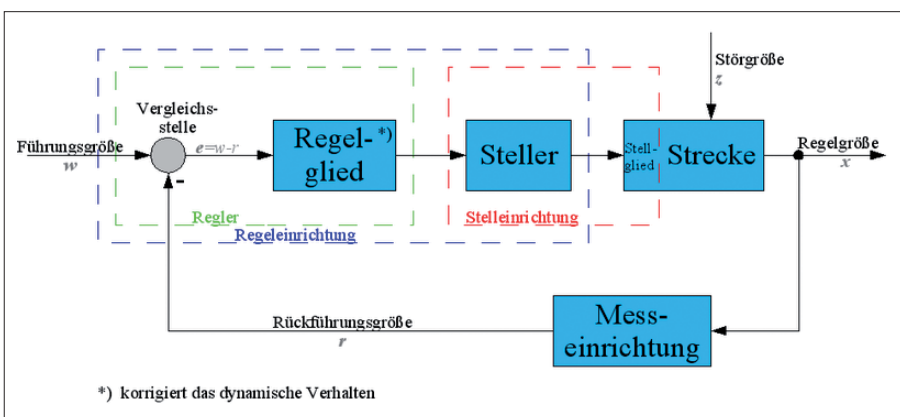 Störgröße
z
Vergleichs-
stelle
Führungsgröße
w
e=w-r
-
Regel-*)
glied
Steller
Stell-
glied
Strecke
Regelgröße
x
Regler
Regeleinrichtung
Stelleinrichtung
Rückführungsgröße
r
Mess-
einrichtung
*) korrigiert das dynamische Verhalten